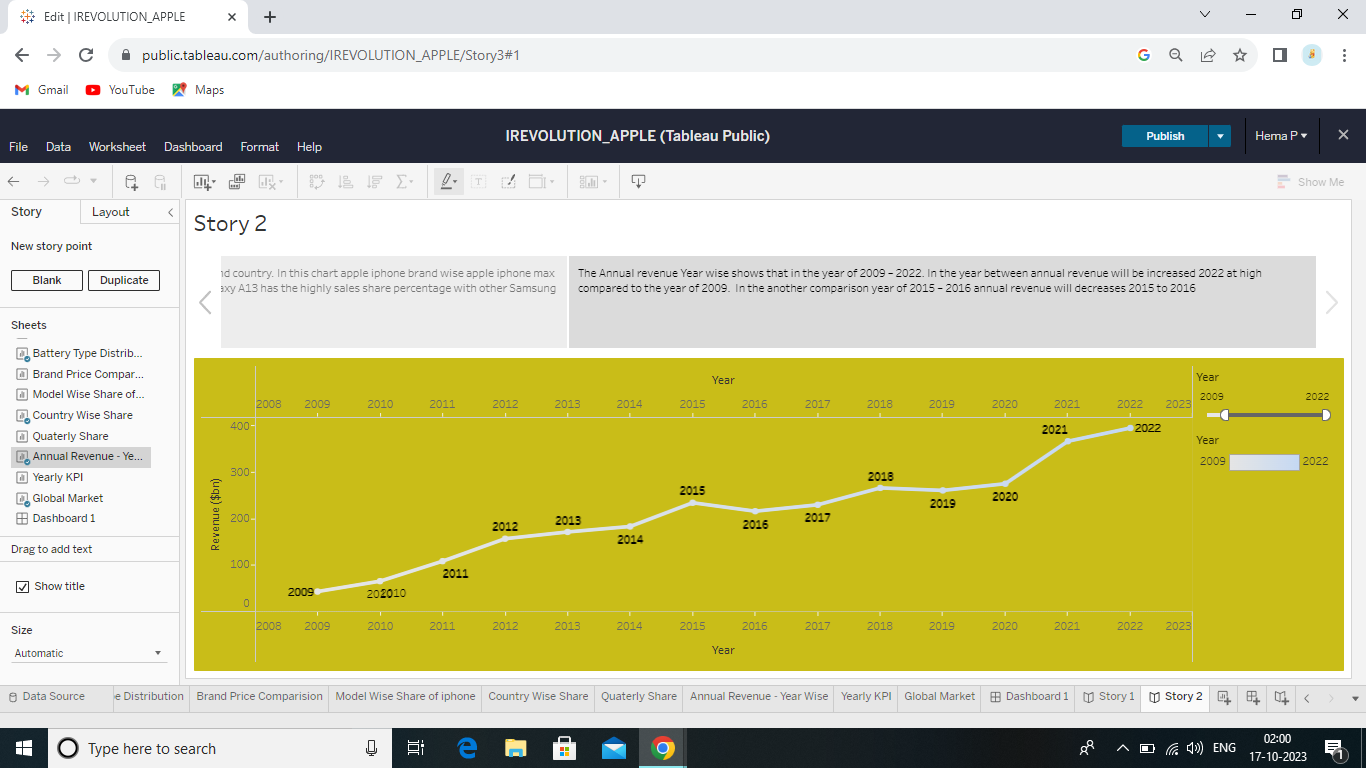 Edit | IREVOLUTION_APPLE
public.tableau.com/authoring/IREVOLUTION_APPLE/Story3#1
Gmail YouTube Maps
IREVOLUTION_APPLE (Tableau Public)
Publish
Hema P
File Data Worksheet Dashboard Format Help
Show Me
Story Layout
New story point
Blank Duplicate
Sheets
Battery Type Distrib...
Brand Price Compar...
Model Wise Share of...
Country Wise Share
Quaterly Share
Annual Revenue - Ye...
Yearly KPI
Global Market
Dashboard 1
Drag to add text
Show title
Size
Automatic
Story 2
nd country. In this chart apple iphone brand wise apple iphone max
axy A13 has the highly sales share percentage with other Samsung
The Annual revenue Year wise shows that in the year of 2009 – 2022. In the year between annual revenue will be increased 2022 at high
compared to the year of 2009. In the another comparison year of 2015 – 2016 annual revenue will decreases 2015 to 2016
Year
2008 2009 2010 2011 2012 2013 2014 2015 2016 2017 2018 2019 2020 2021 2022 2023
Revenue ($bn)
400
300
200
100
0
2009
2010
2011
2012
2013
2014
2015
2016
2017
2018
2019
2020
2021
2022
2008 2009 2010 2011 2012 2013 2014 2015 2016 2017 2018 2019 2020 2021 2022 2023
Year
Year
2009 2022
Year
2009 2022
Data Source e Distribution Brand Price Comparision Model Wise Share of iphone Country Wise Share Quaterly Share Annual Revenue - Year Wise Yearly KPI Global Market Dashboard 1 Story 1 Story 2
Type here to search
ENG
02:00
17-10-2023
1